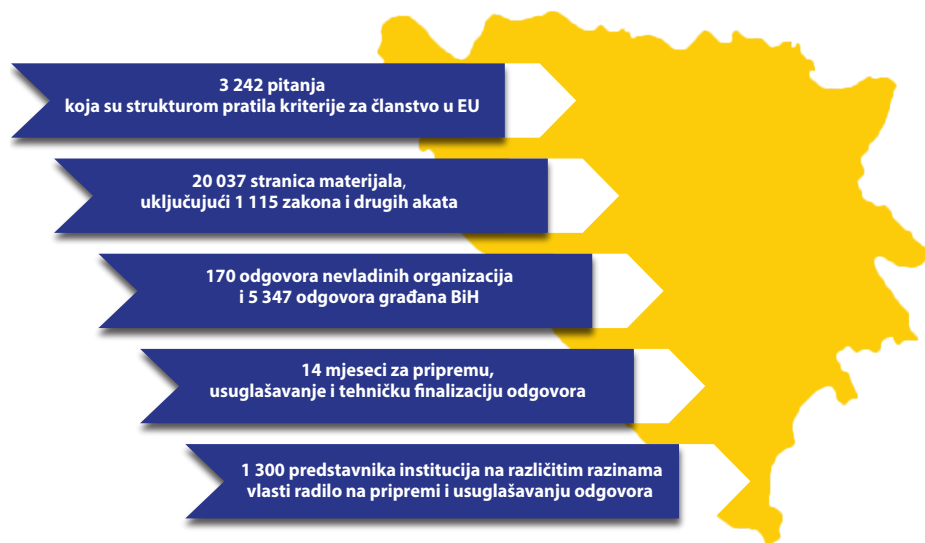 3 242 pitanja
koja su strukturom pratila kriterije za članstvo u EU
20 037 stranica materijala,
uključujući 1 115 zakona i drugih akata
170 odgovora nevladinih organizacija
i 5 347 odgovora građana BiH
14 mjeseci za pripremu,
usuglašavanje i tehničku finalizaciju odgovora
1 300 predstavnika institucija na različitim razinama
vlasti radilo na pripremi i usuglašavanju odgovora